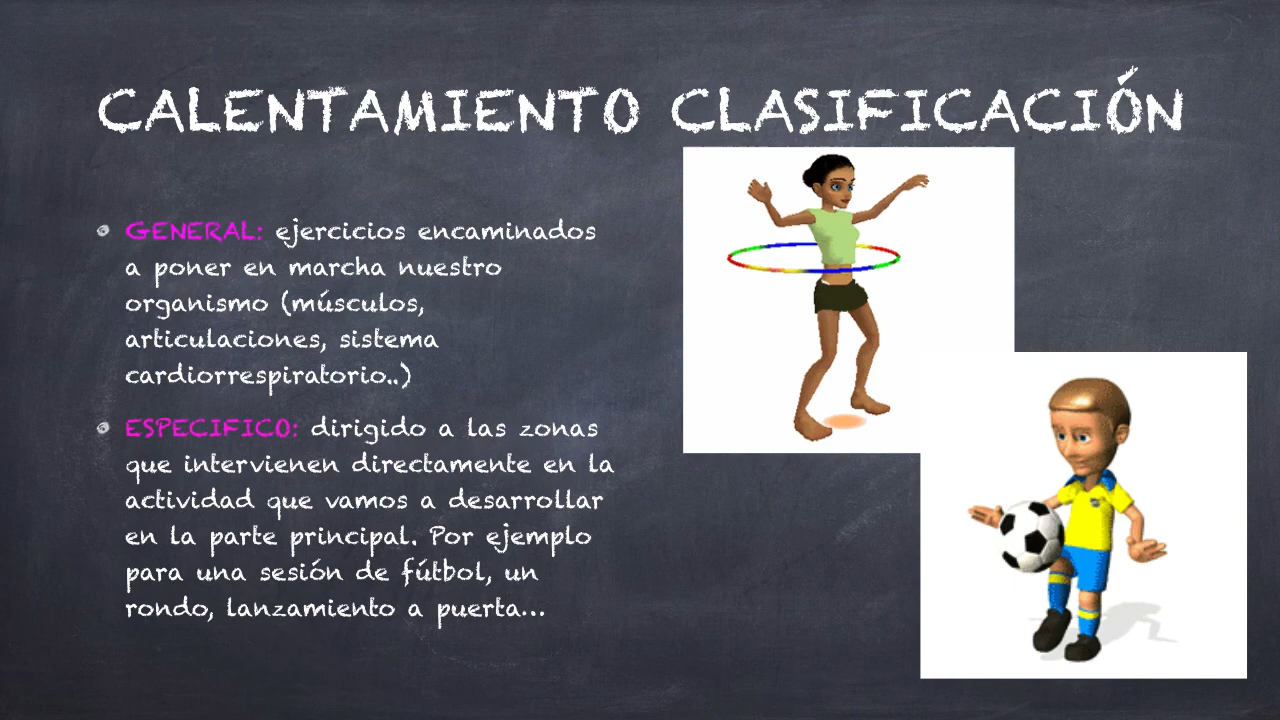 CALENTAMIENTO CLASIFICACIÓN
GENERAL: ejercicios encaminados
a poner en marcha nuestro
organismo (músculos,
articulaciones, sistema
cardiorrespiratorio..)
ESPECIFICO: dirigido a las zonas
que intervienen directamente en la
actividad que vamos a desarrollar
en la parte principal. Por ejemplo
para una sesión de fútbol, un
rondo, lanzamiento a puerta...